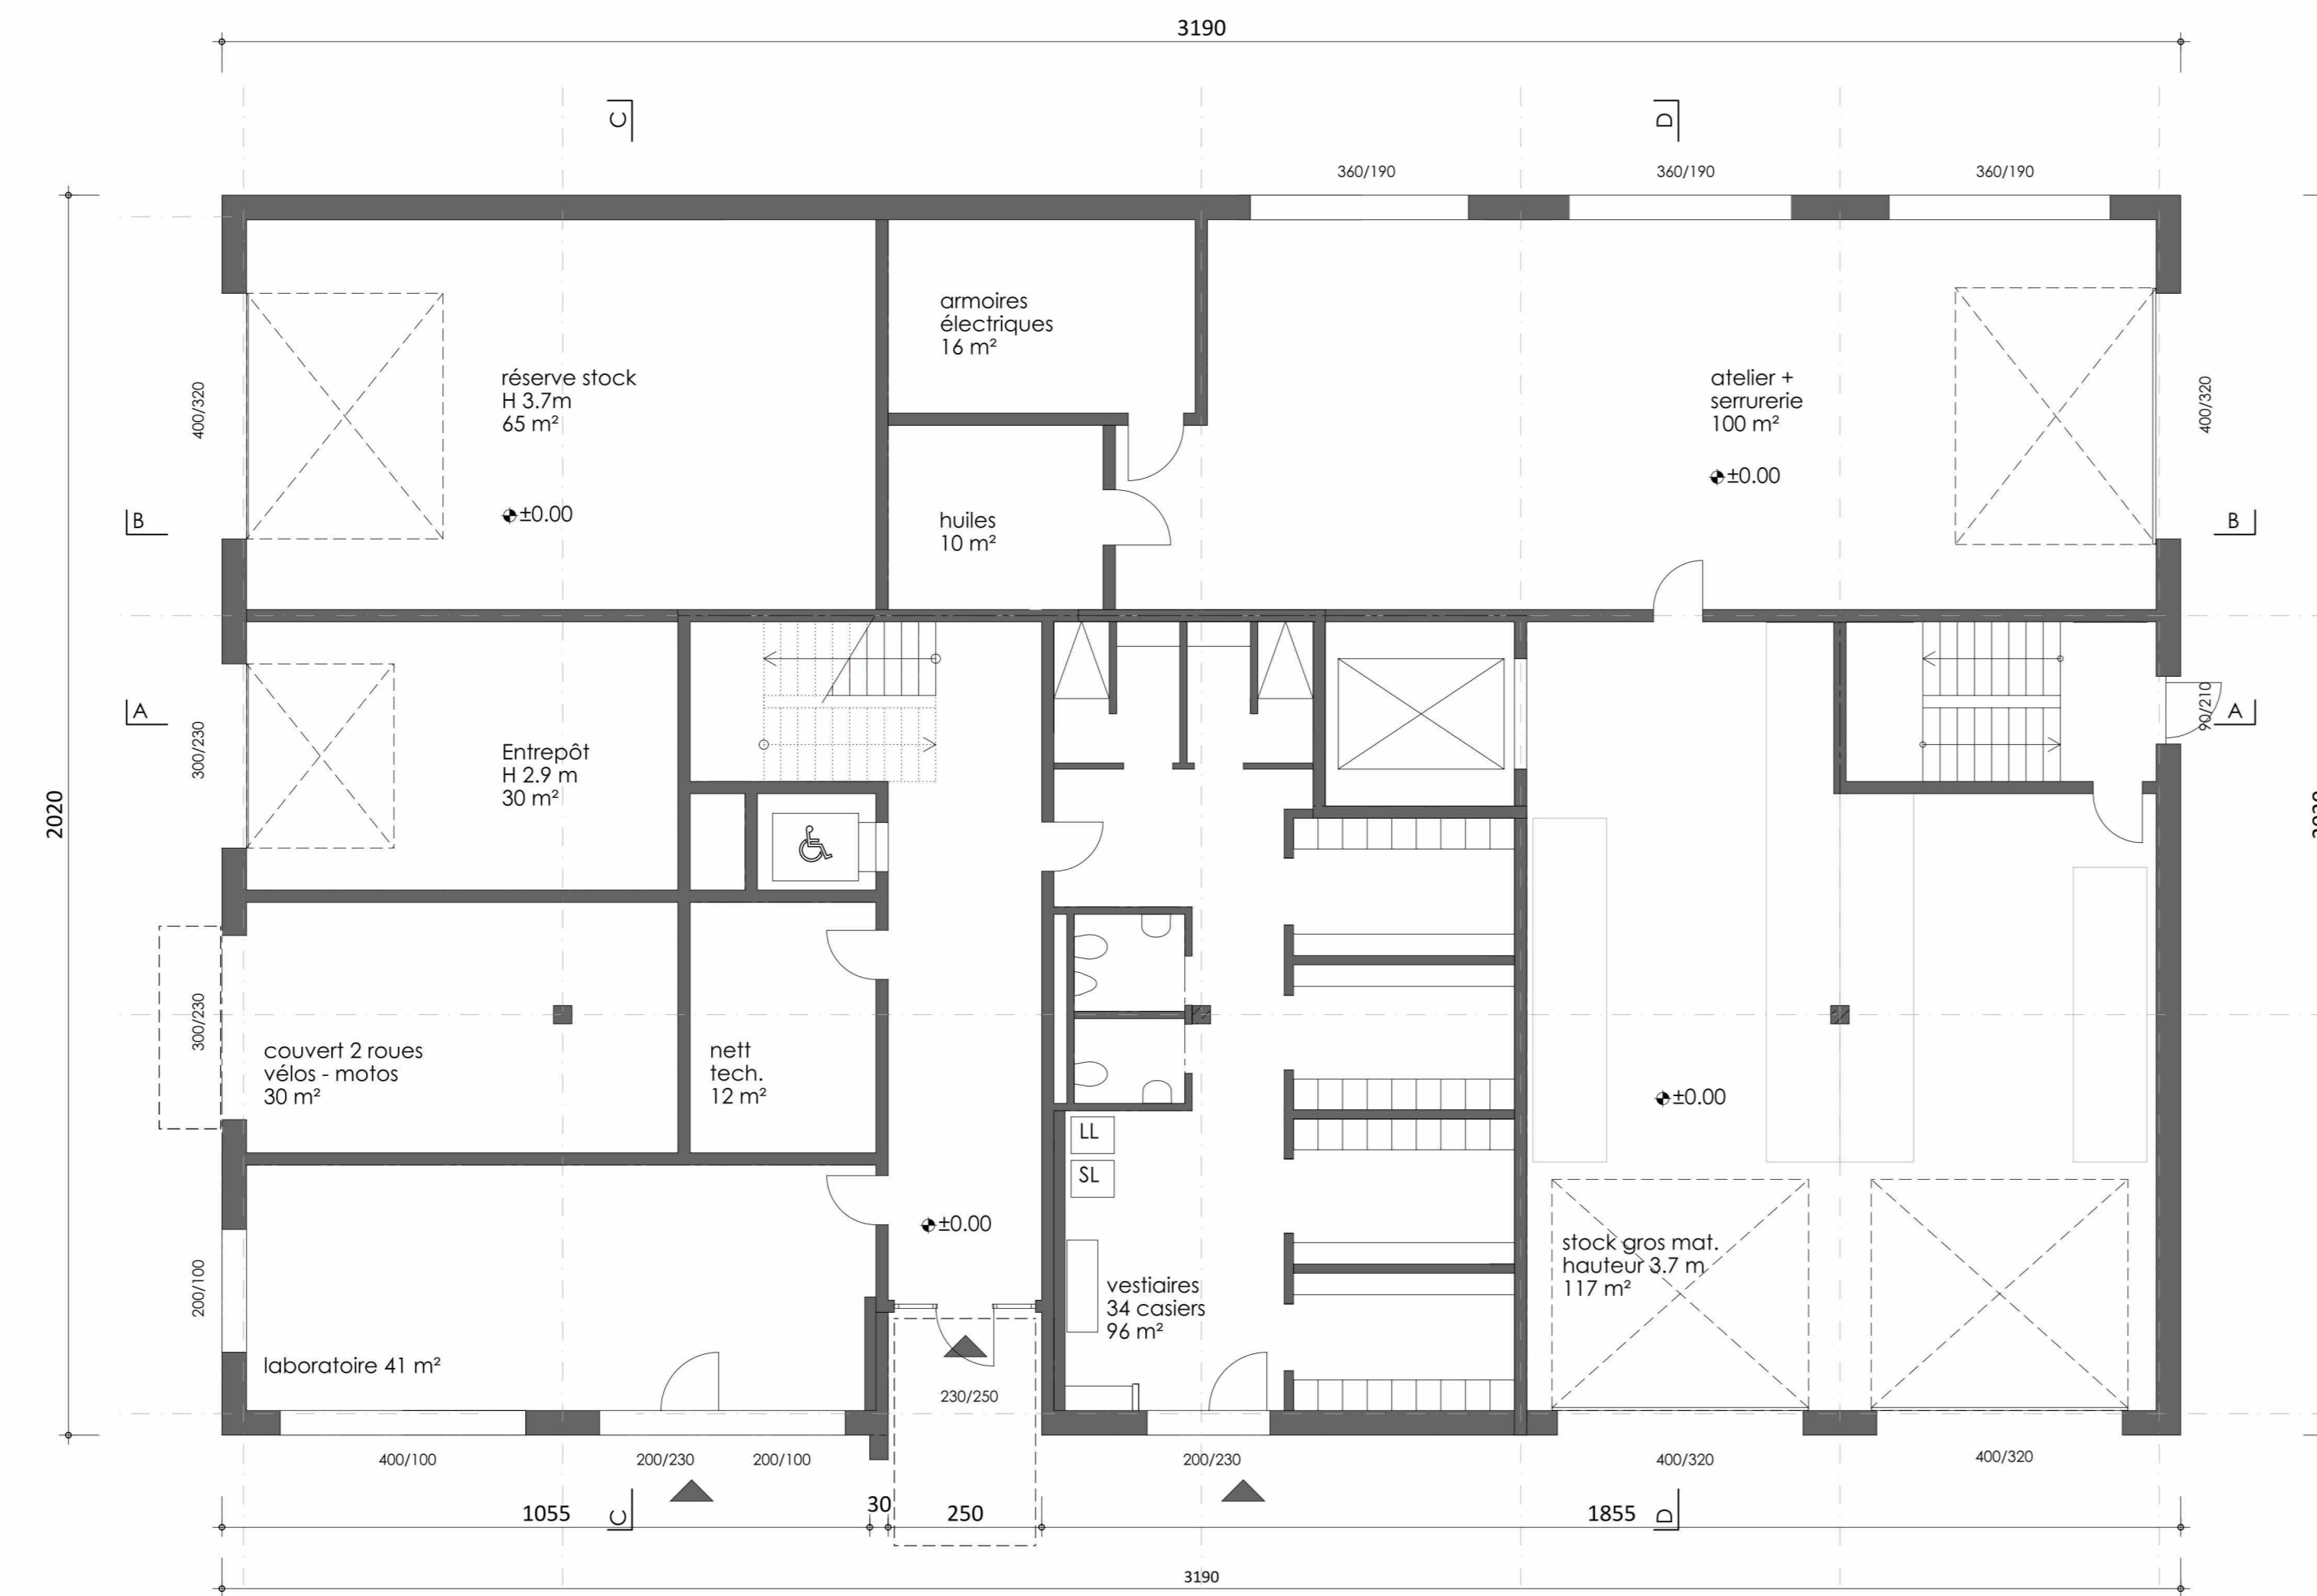 3190
C
D
360/190
360/190
360/190
armoires
électriques
16 m²
réserve stock
H 3.7m
65 m²
atelier +
serrurerie
100 m²
400/320
400/320
±0.00
±0.00
B
B
huiles
10 m²
A
A
90/210
300/230
Entrepôt
H 2.9 m
30 m²
2020
300/230
couvert 2 roues
vélos - motos
30 m²
nett
tech.
12 m²
±0.00
LL
SL
±0.00
200/100
stock gros mat.
hauteur 3.7 m
117 m²
vestiaires
34 casiers
96 m²
laboratoire 41 m²
230/250
400/100
200/230
200/100
200/230
400/320
400/320
1055
C
30
250
1855
D
3190